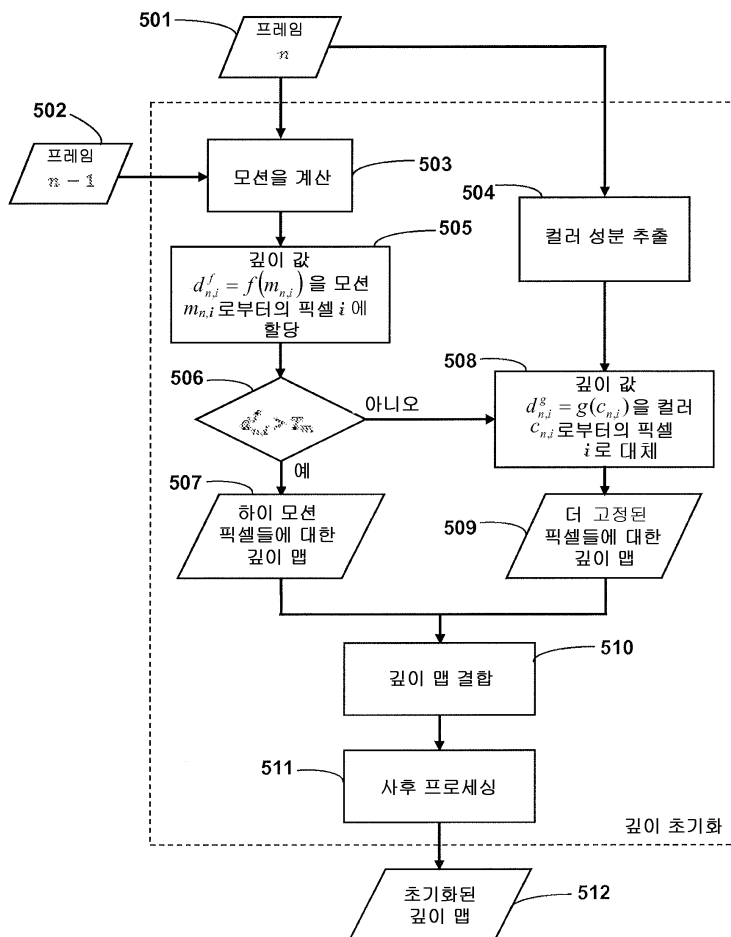 501
프레임
n
502
프레임
n − 1
모션을 계산
503
504
컬러 성분 추출
505
깊이 값
d^f_{n,i} = f(m_{n,i}) 을 모션
m_{n,i}로부터의 픽셀 i 에
할당
506
d^f_{n,i} > T_m
아니오
예
508
깊이 값
d^g_{n,i} = g(c_{n,i}) 을 컬러
c_{n,i}로부터의 픽셀
i로 대체
507
하이 모션
픽셀들에 대한
깊이 맵
509
더 고정된
픽셀들에 대한
깊이 맵
510
깊이 맵 결합
511
사후 프로세싱
깊이 초기화
초기화된
깊이 맵
512